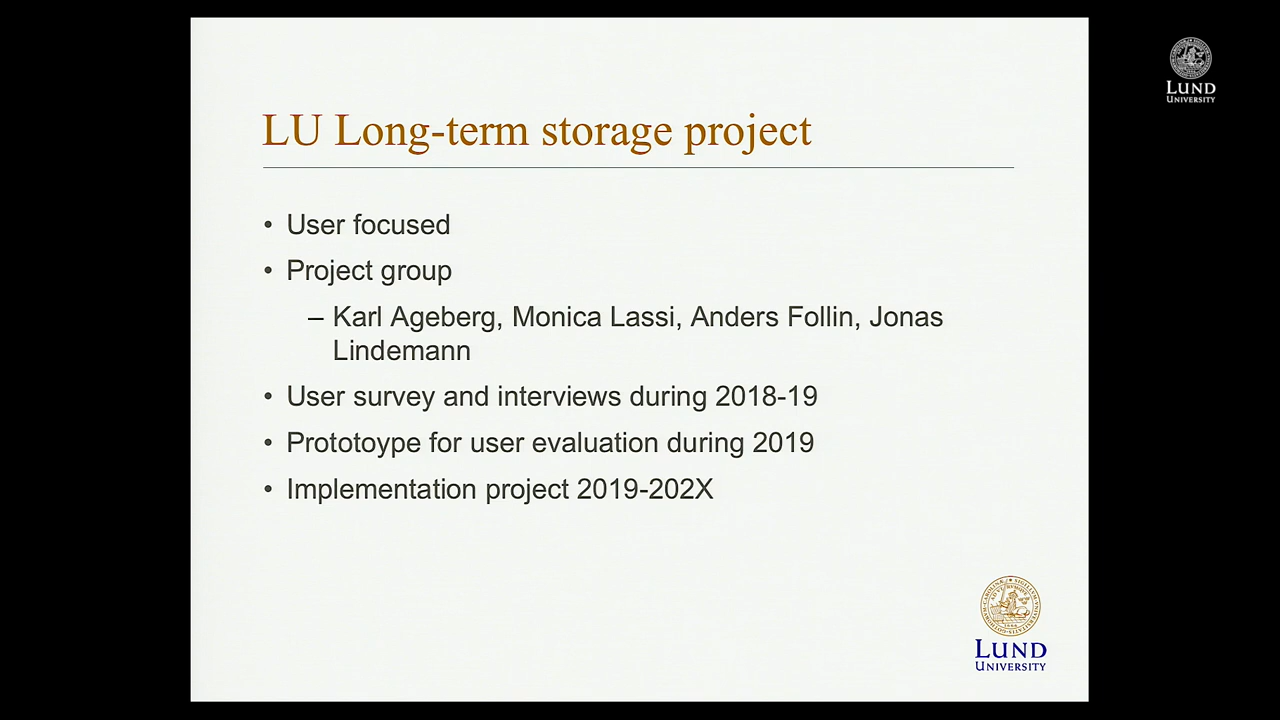 LUND
UNIVERSITY
LU Long-term storage project
• User focused
• Project group
– Karl Ageberg, Monica Lassi, Anders Follin, Jonas
Lindemann
• User survey and interviews during 2018-19
• Prototoype for user evaluation during 2019
• Implementation project 2019-202X
LUND
UNIVERSITY